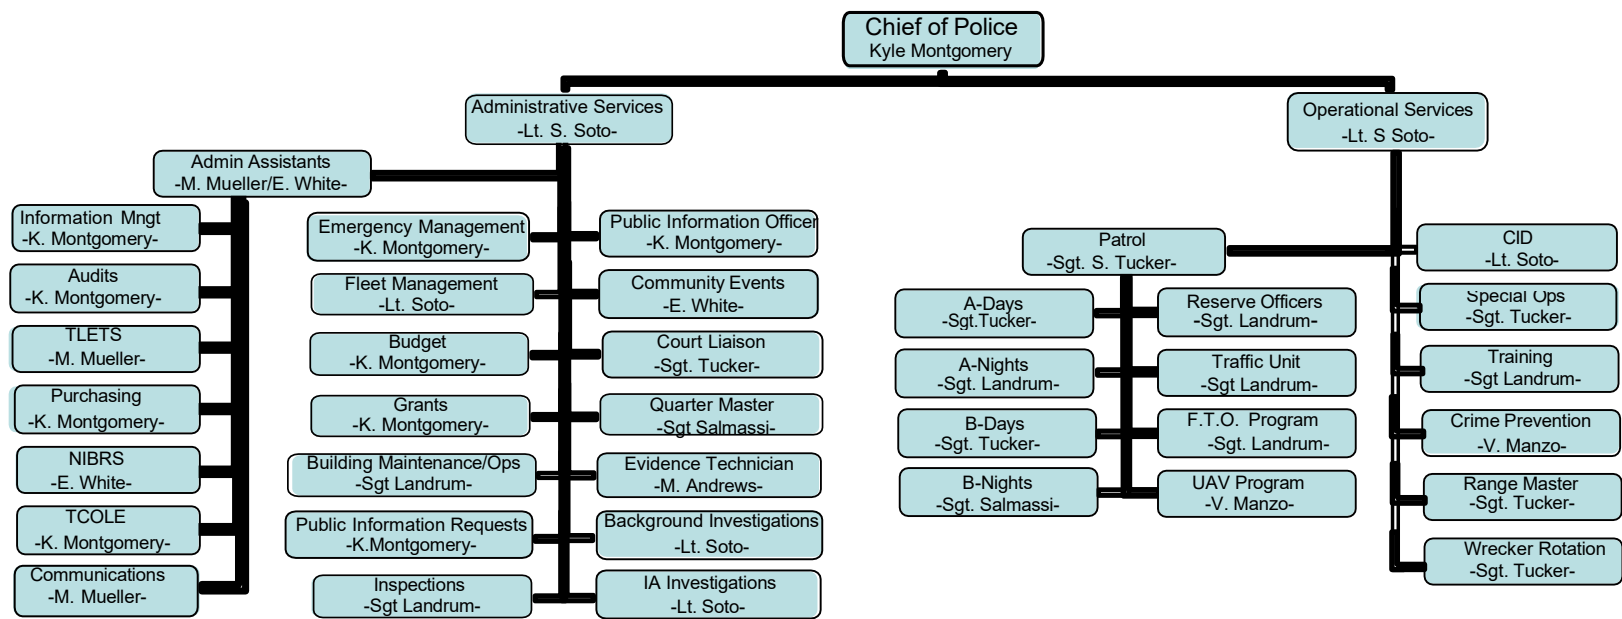 Chief of Police
Kyle Montgomery
Administrative Services
-Lt. S. Soto-
Operational Services
-Lt. S Soto-
Admin Assistants
-M. Mueller/E. White-
Information Mngt
-K. Montgomery-
Audits
-K. Montgomery-
TLETS
-M. Mueller-
Purchasing
-K. Montgomery-
NIBRS
-E. White-
TCOLE
-K. Montgomery-
Communications
-M. Mueller-
Emergency Management
-K. Montgomery-
Fleet Management
-Lt. Soto-
Budget
-K. Montgomery-
Grants
-K. Montgomery-
Building Maintenance/Ops
-Sgt Landrum-
Public Information Requests
-K.Montgomery-
Inspections
-Sgt Landrum-
Public Information Officer
-K. Montgomery-
Community Events
-E. White-
Court Liaison
-Sgt. Tucker-
Quarter Master
-Sgt Salmassi-
Evidence Technician
-M. Andrews-
Background Investigations
-Lt. Soto-
IA Investigations
-Lt. Soto-
Patrol
-Sgt. S. Tucker-
A-Days
-Sgt.Tucker-
A-Nights
-Sgt. Landrum-
B-Days
-Sgt. Tucker-
B-Nights
-Sgt. Salmassi-
Reserve Officers
-Sgt. Landrum-
Traffic Unit
-Sgt Landrum-
F.T.O. Program
-Sgt. Landrum-
UAV Program
-V. Manzo-
CID
-Lt. Soto-
Special Ops
-Sgt. Tucker-
Training
-Sgt Landrum-
Crime Prevention
-V. Manzo-
Range Master
-Sgt. Tucker-
Wrecker Rotation
-Sgt. Tucker-